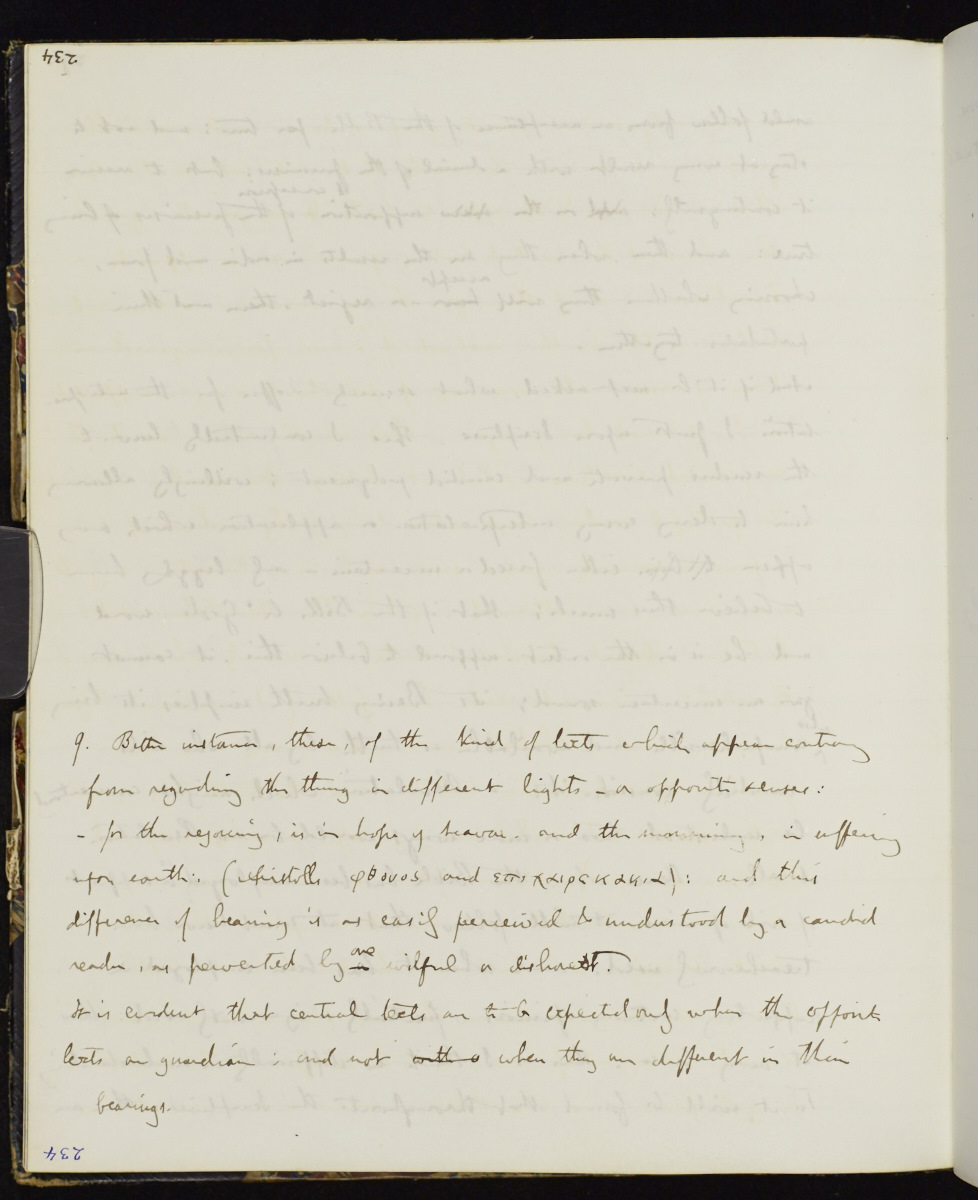 234
q. Better instances, these, of the kind of texts which appear contrary
from regarding the thing in different lights – or opposite senses:
– for the rejoicing, is in hope of heaven – and the mourning, in suffering
upon earth: (Aristotle's φθονος and επιχαιρεκακια): and this
difference of bearing is as easily perceived & understood by a candid
reader, as perverted by one wilful or dishonest.
It is evident that central texts are to be expected only when the opposite
texts are guardian: and not when they are different in their
bearings.
234